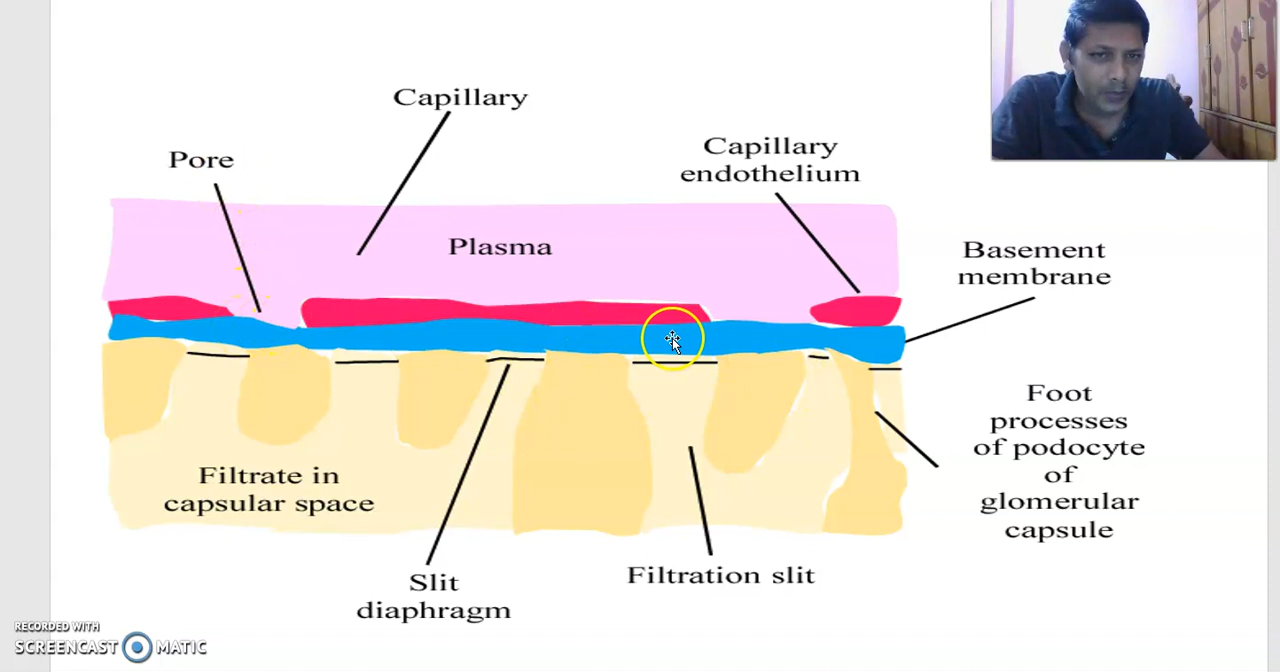 Capillary
Pore
Capillary
endothelium
Plasma
Basement
membrane
Foot
processes
of podocyte
of
glomerular
capsule
Filtrate in
capsular space
Slit
diaphragm
Filtration slit
RECORDED WITH
SCREENCAST MATIC